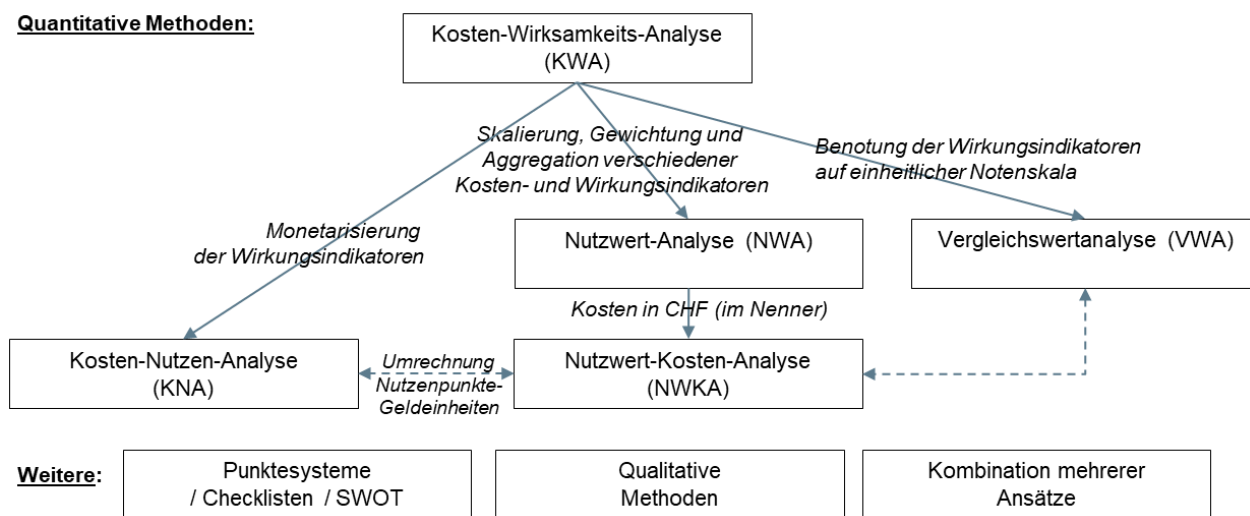 Quantitative Methoden:
Kosten-Wirksamkeits-Analyse
(KWA)
Skalierung, Gewichtung und
Aggregation verschiedener
Kosten- und Wirkungsindikatoren
Benotung der Wirkungsindikatoren
auf einheitlicher Notenskala
Monetarisierung
der Wirkungsindikatoren
Nutzwert-Analyse (NWA)
Vergleichswertanalyse (VWA)
Kosten in CHF (im Nenner)
Kosten-Nutzen-Analyse
(KNA)
Umrechnung
Nutzenpunkte-
Geldeinheiten
Nutzwert-Kosten-Analyse
(NWKA)
Weitere:
Punktesysteme
/ Checklisten / SWOT
Qualitative
Methoden
Kombination mehrerer
Ansätze